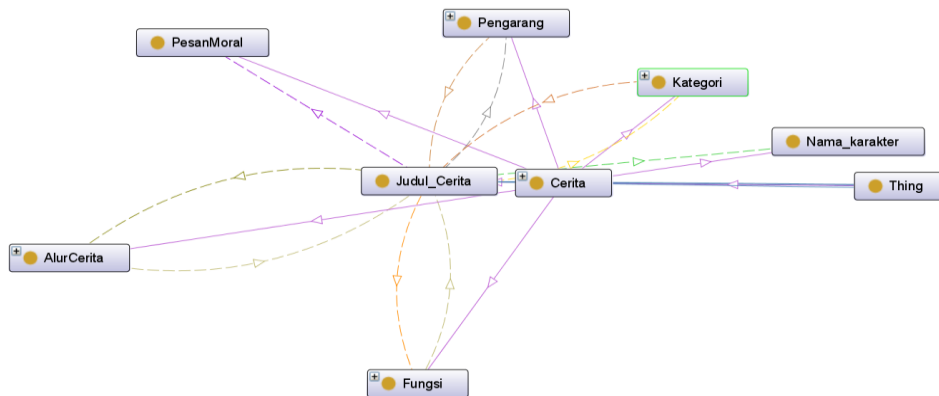 Pengarang
PesanMoral
Kategori
Nama_karakter
Judul_Cerita
Cerita
Thing
AlurCerita
Fungsi